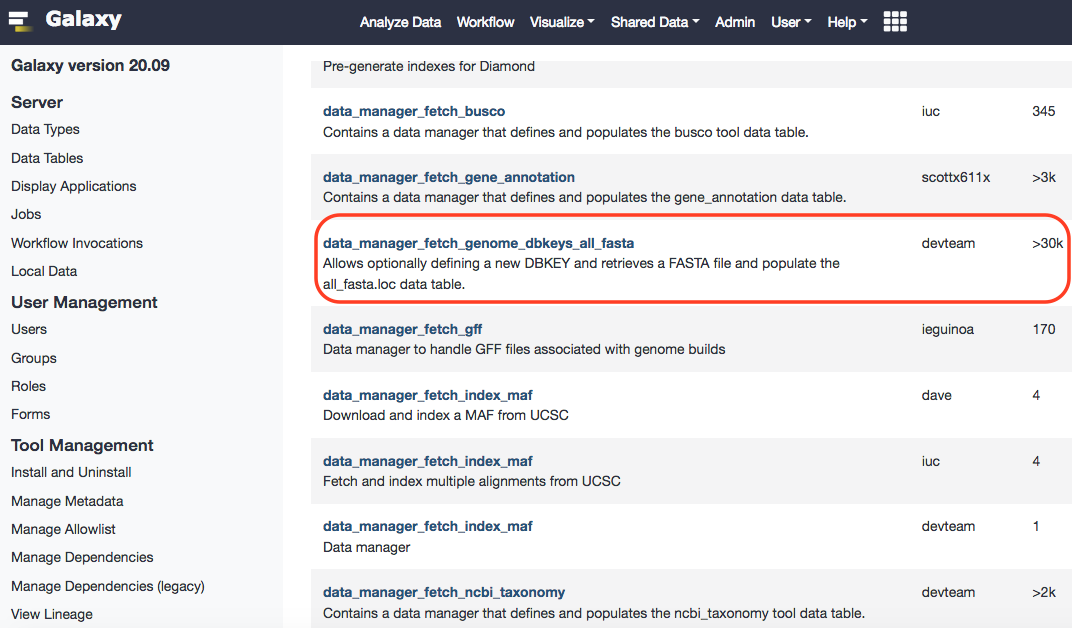 Galaxy
Analyze Data Workflow Visualize Shared Data Admin User Help
Galaxy version 20.09
Server
Data Types
Data Tables
Display Applications
Jobs
Workflow Invocations
Local Data
User Management
Users
Groups
Roles
Forms
Tool Management
Install and Uninstall
Manage Metadata
Manage Allowlist
Manage Dependencies
Manage Dependencies (legacy)
View Lineage
Pre-generate indexes for Diamond
data_manager_fetch_busco iuc 345
Contains a data manager that defines and populates the busco tool data table.
data_manager_fetch_gene_annotation scottx611x >3k
Contains a data manager that defines and populates the gene_annotation data table.
data_manager_fetch_genome_dbkeys_all_fasta devteam >30k
Allows optionally defining a new DBKEY and retrieves a FASTA file and populate the
all_fasta.loc data table.
data_manager_fetch_gff ieguinoa 170
Data manager to handle GFF files associated with genome builds
data_manager_fetch_index_maf dave 4
Download and index a MAF from UCSC
data_manager_fetch_index_maf iuc 4
Fetch and index multiple alignments from UCSC
data_manager_fetch_index_maf devteam 1
Data manager
data_manager_fetch_ncbi_taxonomy devteam >2k
Contains a data manager that defines and populates the ncbi_taxonomy tool data table.